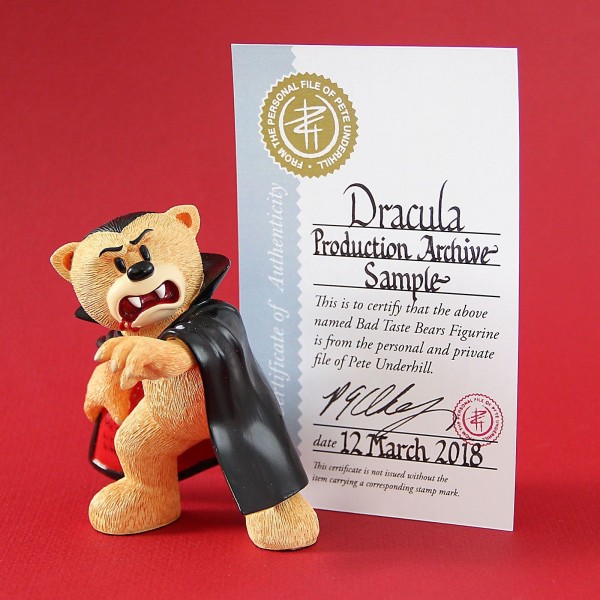 FROM THE PERSONAL FILE OF PETE UNDERHILL
Certificate of Authenticity
Dracula
Production Archive
Sample
This is to certify that the above
named Bad Taste Bears Figurine
is from the personal and private
file of Pete Underhill.
date 12 March 2018
This certificate is not issued without the
item carrying a corresponding stamp mark.